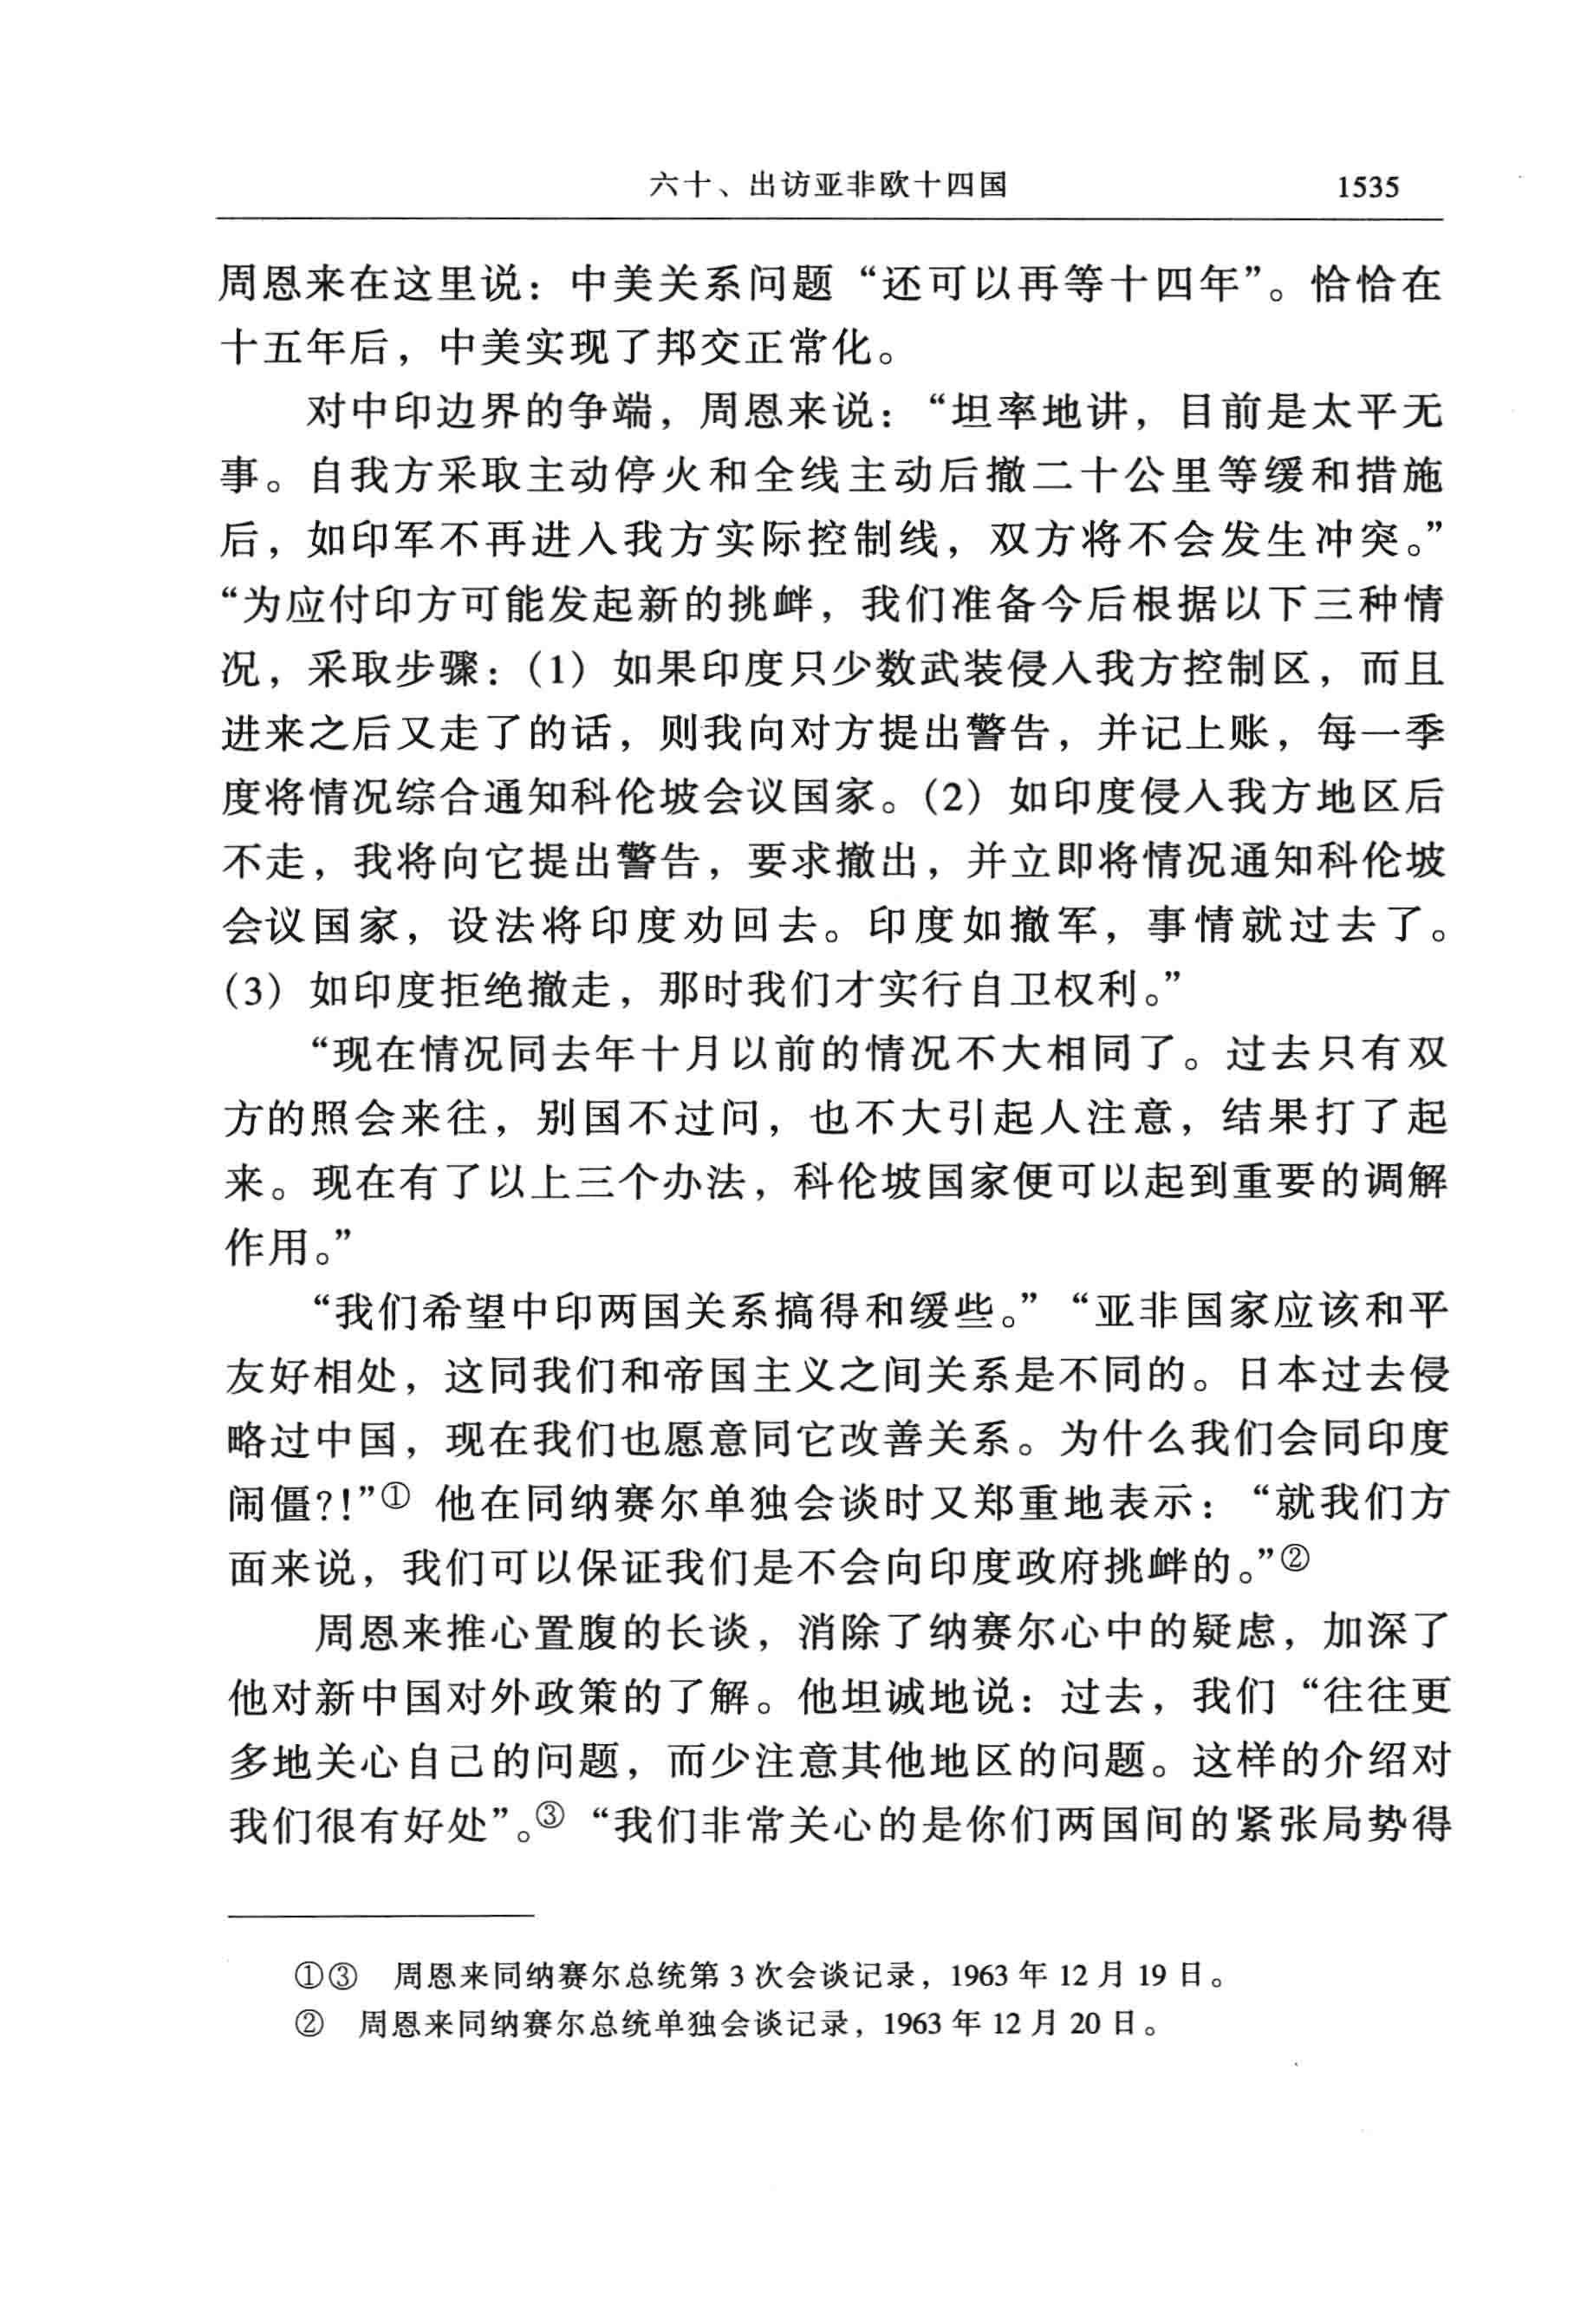 六十、出访亚非欧十四国 1535
周恩来在这里说：中美关系问题“还可以再等十四年”。恰恰在
十五年后，中美实现了邦交正常化。
对中印边界的争端，周恩来说：“坦率地讲，目前是太平无
事。自我方采取主动停火和全线主动后撤二十公里等缓和措施
后，如印军不再进入我方实际控制线，双方将不会发生冲突。”
“为应付印方可能发起新的挑衅，我们准备今后根据以下三种情
况，采取步骤：（1）如果印度只少数武装侵入我方控制区，而且
进来之后又走了的话，则我向对方提出警告，并记上账，每一季
度将情况综合通知科伦坡会议国家。（2）如印度侵入我方地区后
不走，我将向它提出警告，要求撤出，并立即将情况通知科伦坡
会议国家，设法将印度劝回去。印度如撤军，事情就过去了。
（3）如印度拒绝撤走，那时我们才实行自卫权利。”
“现在情况同去年十月以前的情况不大相同了。过去只有双
方的照会来往，别国不过问，也不大引起人注意，结果打了起
来。现在有了以上三个办法，科伦坡国家便可以起到重要的调解
作用。”
“我们希望中印两国关系搞得和缓些。”“亚非国家应该和平
友好相处，这同我们和帝国主义之间关系是不同的。日本过去侵
略过中国，现在我们也愿意同它改善关系。为什么我们会同印度
闹僵?!”① 他在同纳赛尔单独会谈时又郑重地表示：“就我们方
面来说，我们可以保证我们是不会向印度政府挑衅的。”②
周恩来推心置腹的长谈，消除了纳赛尔心中的疑虑，加深了
他对新中国对外政策的了解。他坦诚地说：过去，我们“往往更
多地关心自己的问题，而少注意其他地区的问题。这样的介绍对
我们很有好处”。③“我们非常关心的是你们两国间的紧张局势得
①③ 周恩来同纳赛尔总统第3次会谈记录，1963年12月19日。
② 周恩来同纳赛尔总统单独会谈记录，1963年12月20日。